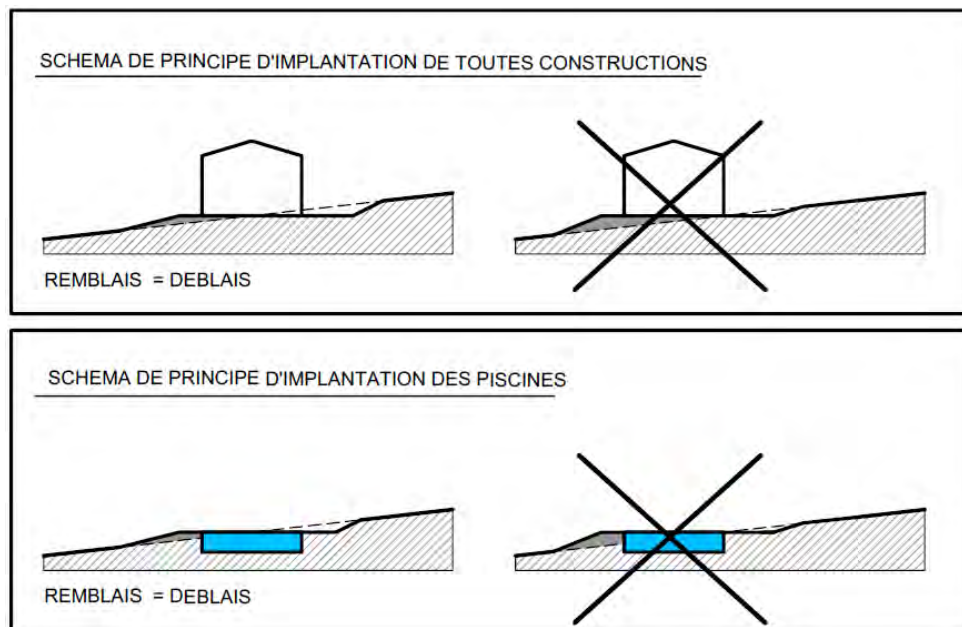 SCHEMA DE PRINCIPE D'IMPLANTATION DE TOUTES CONSTRUCTIONS
REMBLAIS = DEBLAIS
SCHEMA DE PRINCIPE D'IMPLANTATION DES PISCINES
REMBLAIS = DEBLAIS